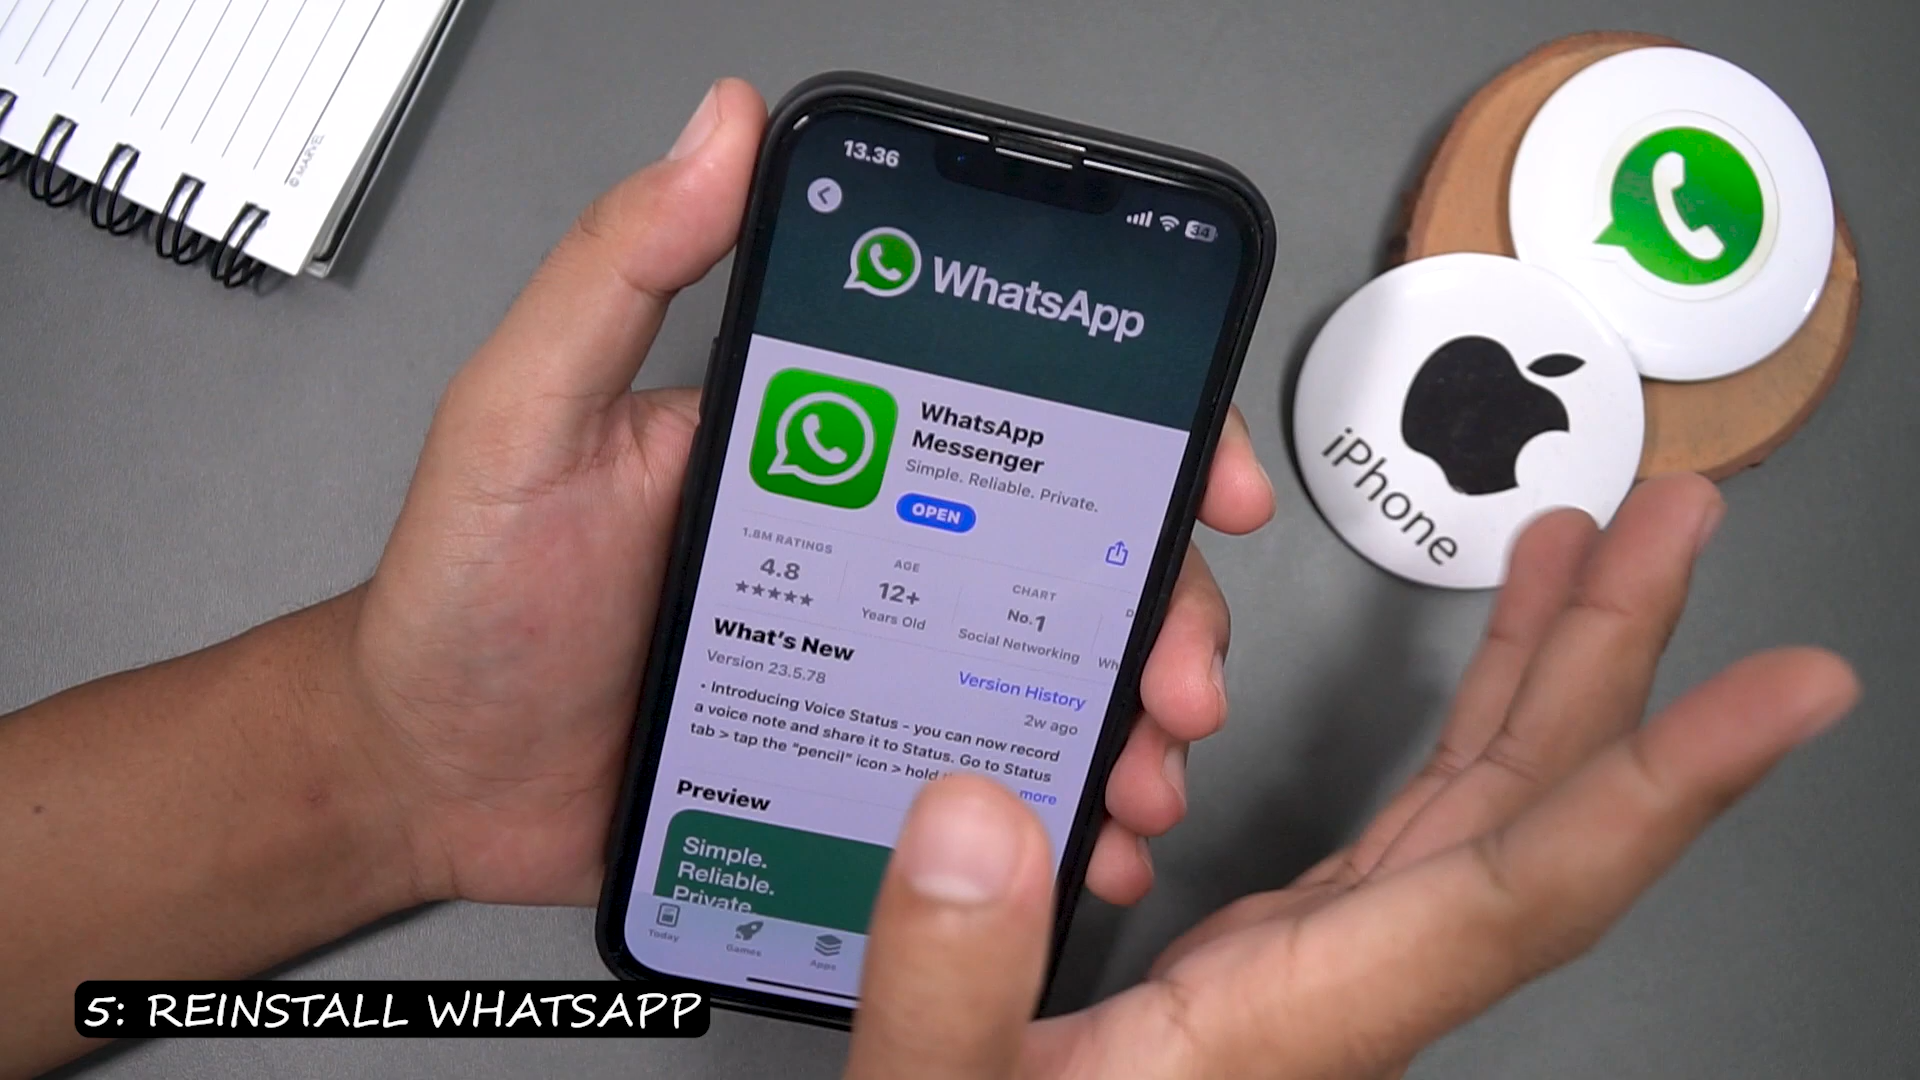 © MARVEL
13.36
34
WhatsApp
WhatsApp
Messenger
Simple. Reliable. Private.
OPEN
1.8M RATINGS
4.8
★★★★★
AGE
12+
Years Old
CHART
No.1
Social Networking
D
Wh
What's New
Version 23.5.78
Version History
2w ago
• Introducing Voice Status – you can now record
a voice note and share it to Status. Go to Status
tab > tap the "pencil" icon > hold
more
Preview
Simple.
Reliable.
Private.
Today
Games
Apps
iPhone
5: REINSTALL WHATSAPP